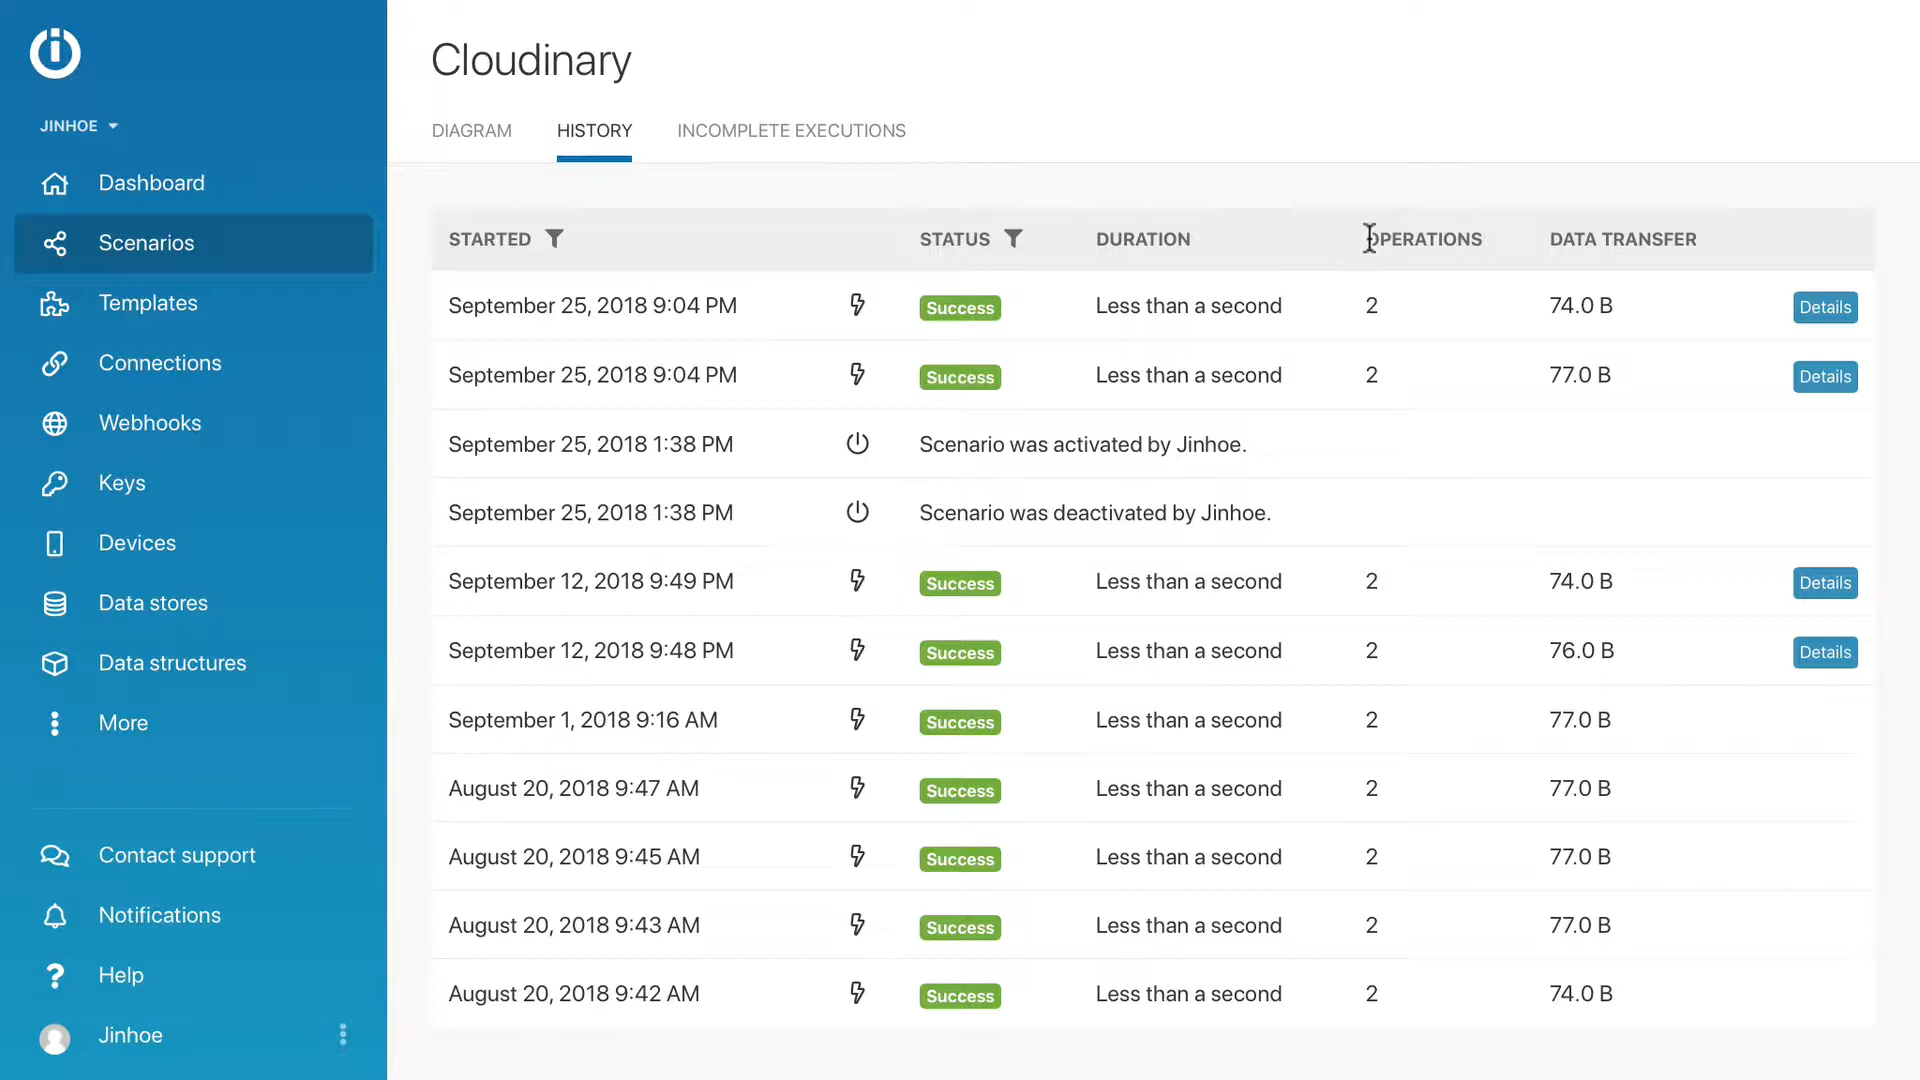 Cloudinary
JINHOE
DIAGRAM HISTORY INCOMPLETE EXECUTIONS
Dashboard
Scenarios
Templates
Connections
Webhooks
Keys
Devices
Data stores
Data structures
More
Contact support
Notifications
Help
Jinhoe
STARTED STATUS DURATION OPERATIONS DATA TRANSFER
September 25, 2018 9:04 PM Success Less than a second 2 74.0 B Details
September 25, 2018 9:04 PM Success Less than a second 2 77.0 B Details
September 25, 2018 1:38 PM Scenario was activated by Jinhoe.
September 25, 2018 1:38 PM Scenario was deactivated by Jinhoe.
September 12, 2018 9:49 PM Success Less than a second 2 74.0 B Details
September 12, 2018 9:48 PM Success Less than a second 2 76.0 B Details
September 1, 2018 9:16 AM Success Less than a second 2 77.0 B
August 20, 2018 9:47 AM Success Less than a second 2 77.0 B
August 20, 2018 9:45 AM Success Less than a second 2 77.0 B
August 20, 2018 9:43 AM Success Less than a second 2 77.0 B
August 20, 2018 9:42 AM Success Less than a second 2 74.0 B